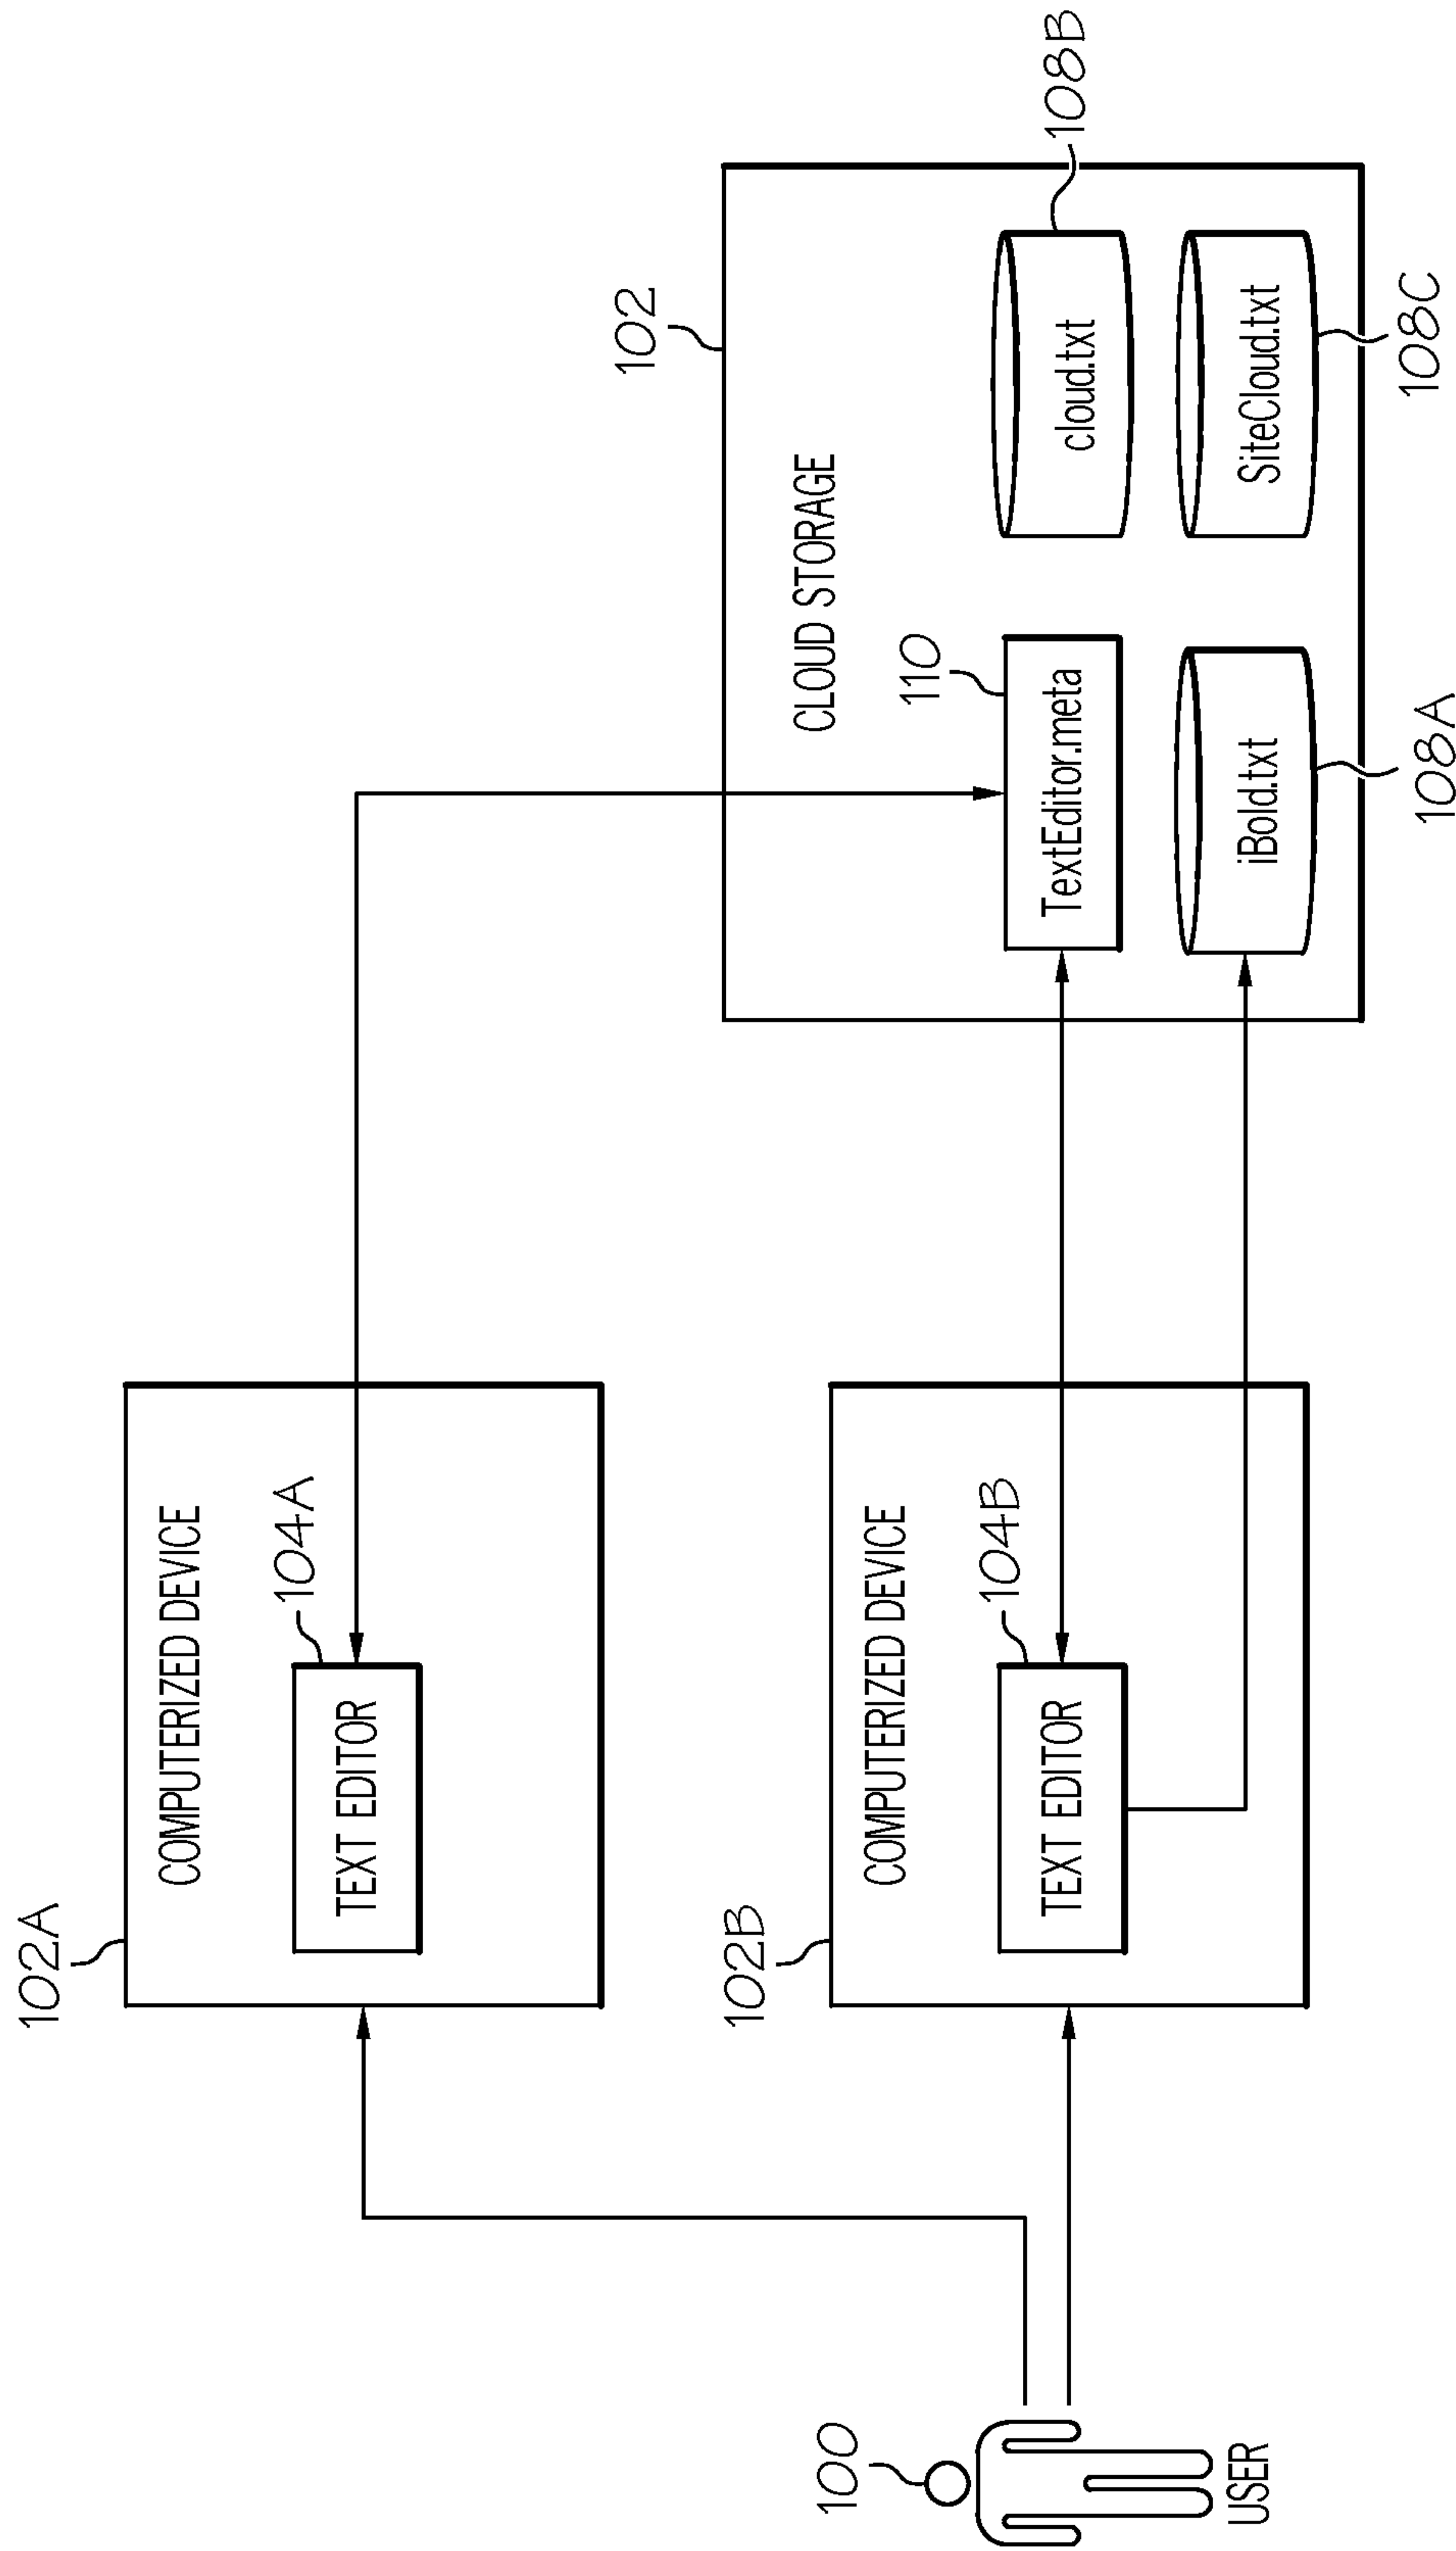 102A
COMPUTERIZED DEVICE
104A
TEXT EDITOR
102
CLOUD STORAGE
100
USER
102B
COMPUTERIZED DEVICE
104B
TEXT EDITOR
110
TextEditor.meta
cloud.txt
108B
iBold.txt
SiteCloud.txt
108A
108C